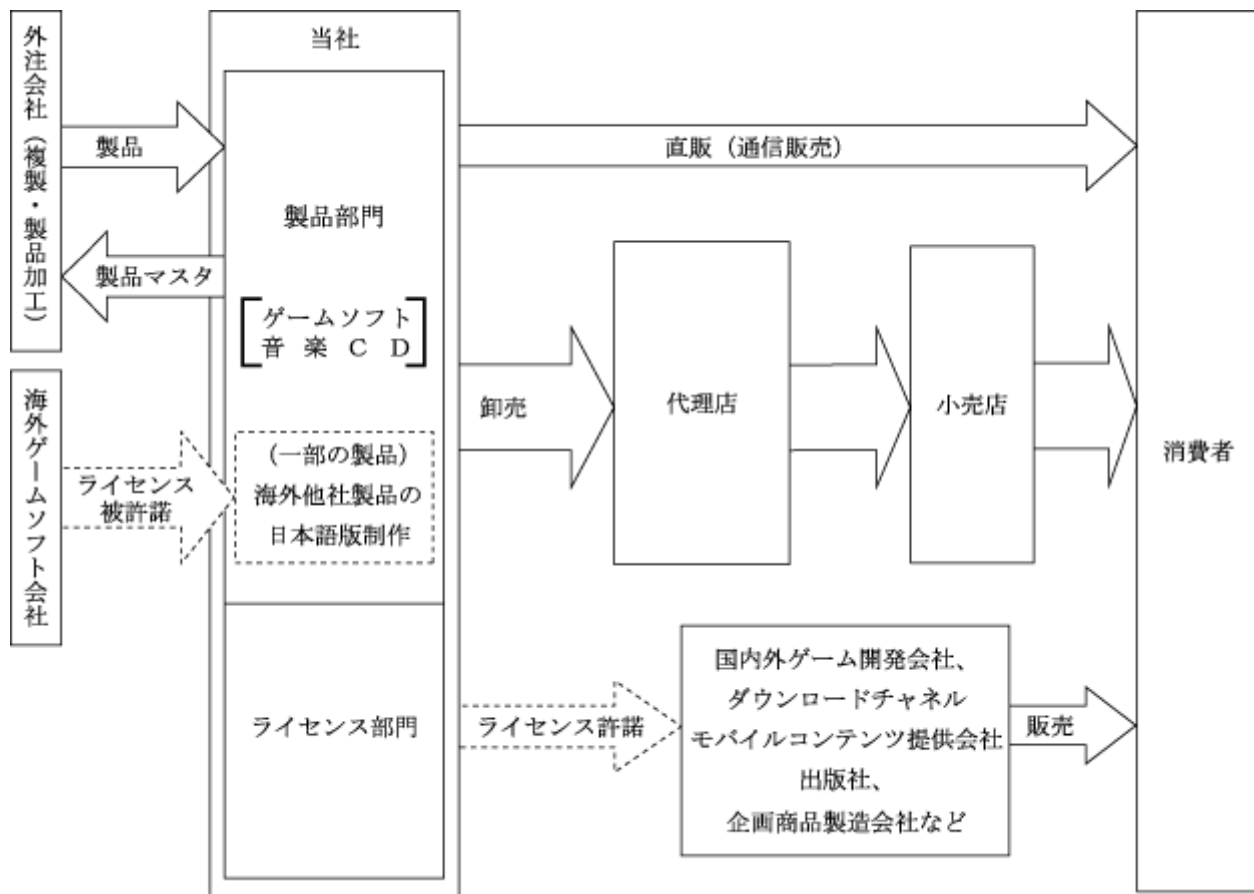 外注会社（複製・製品加工）
製品
製品マスタ
海外ゲームソフト会社
ライセンス
被許諾
当社
製品部門
ゲームソフト
音楽ＣＤ
（一部の製品）
海外他社製品の
日本語版制作
ライセンス部門
直販（通信販売）
卸売
代理店
小売店
ライセンス許諾
国内外ゲーム開発会社、
ダウンロードチャネル
モバイルコンテンツ提供会社
出版社、
企画商品製造会社など
販売
消費者